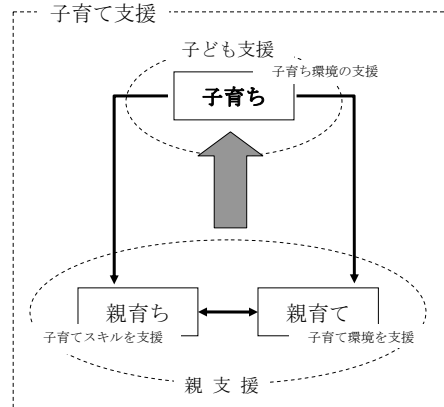 子育て支援
子ども支援
子育ち環境の支援
子育ち
親育ち
親育て
子育てスキルを支援
子育て環境を支援
親 支 援